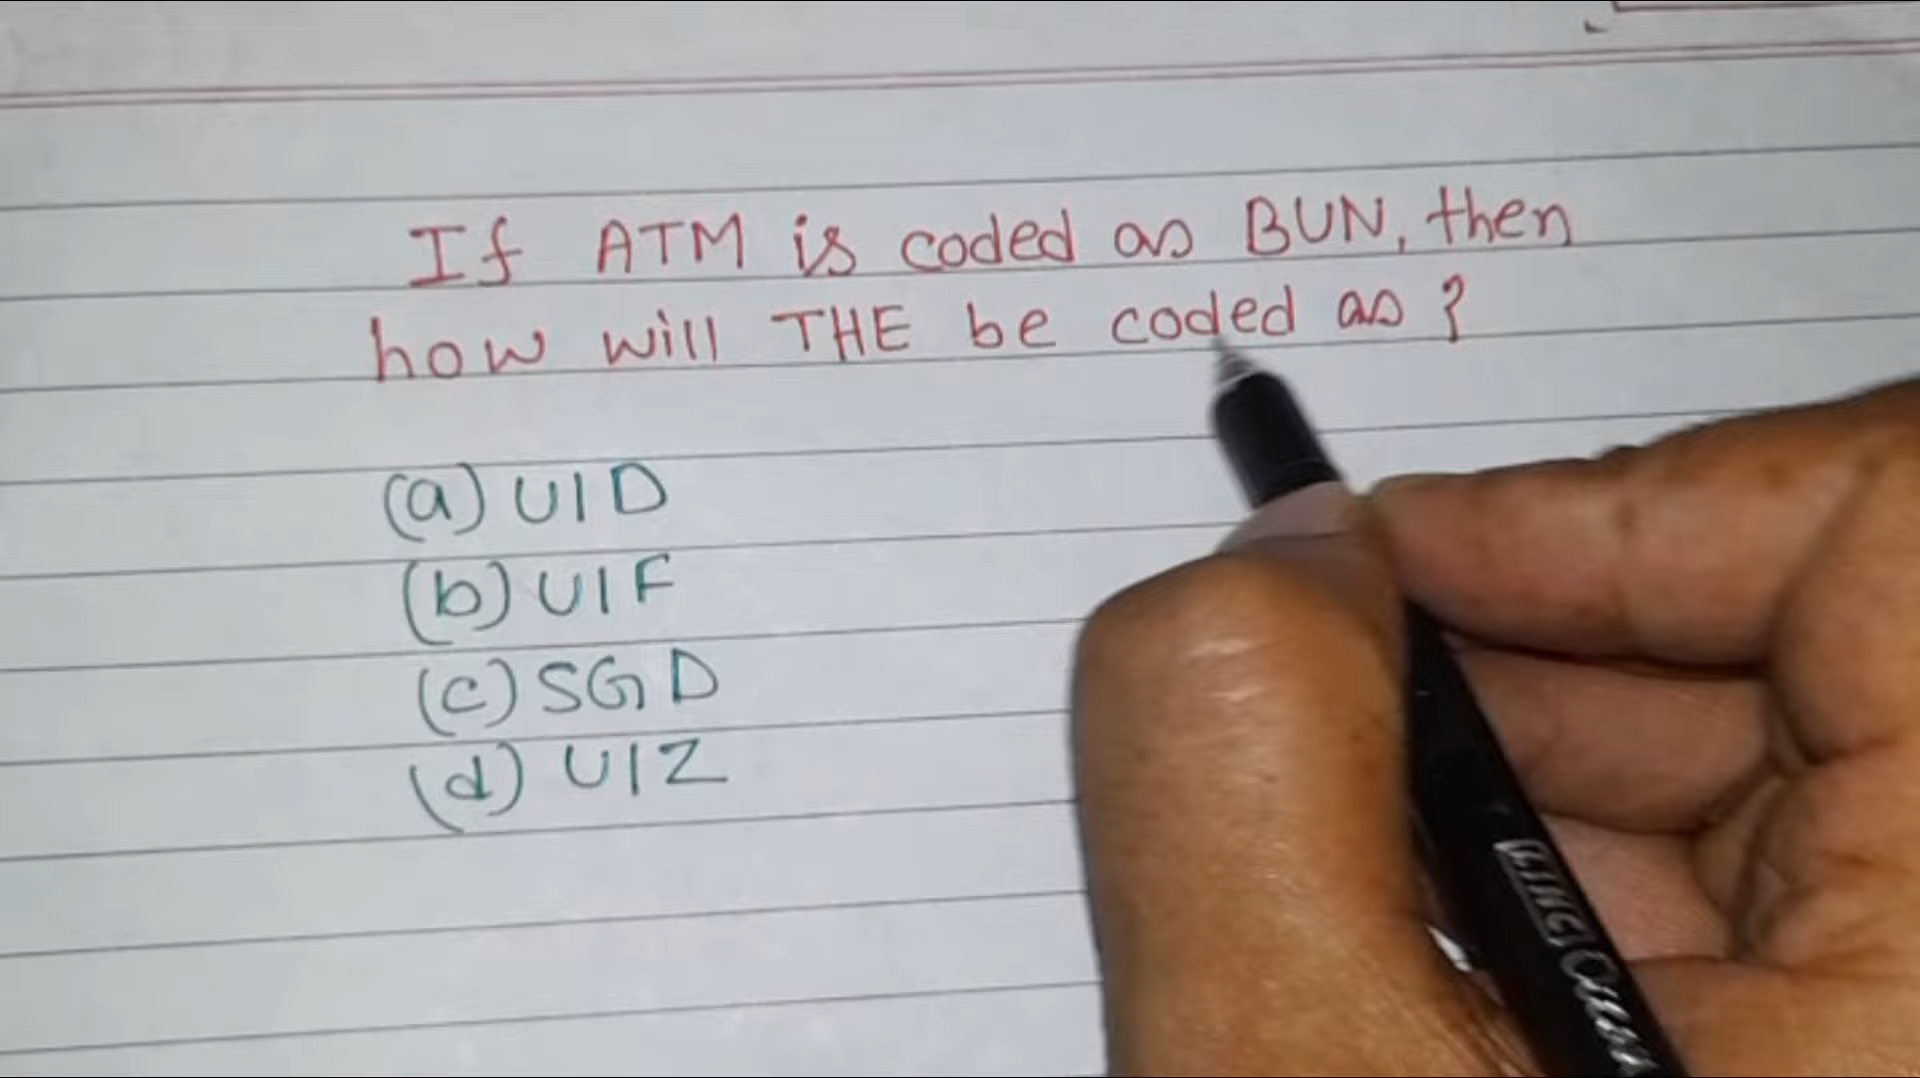 If ATM is coded as BUN, then
how will THE be coded as ?
(a) UID
(b) UIF
(c) SGD
(d) UIZ